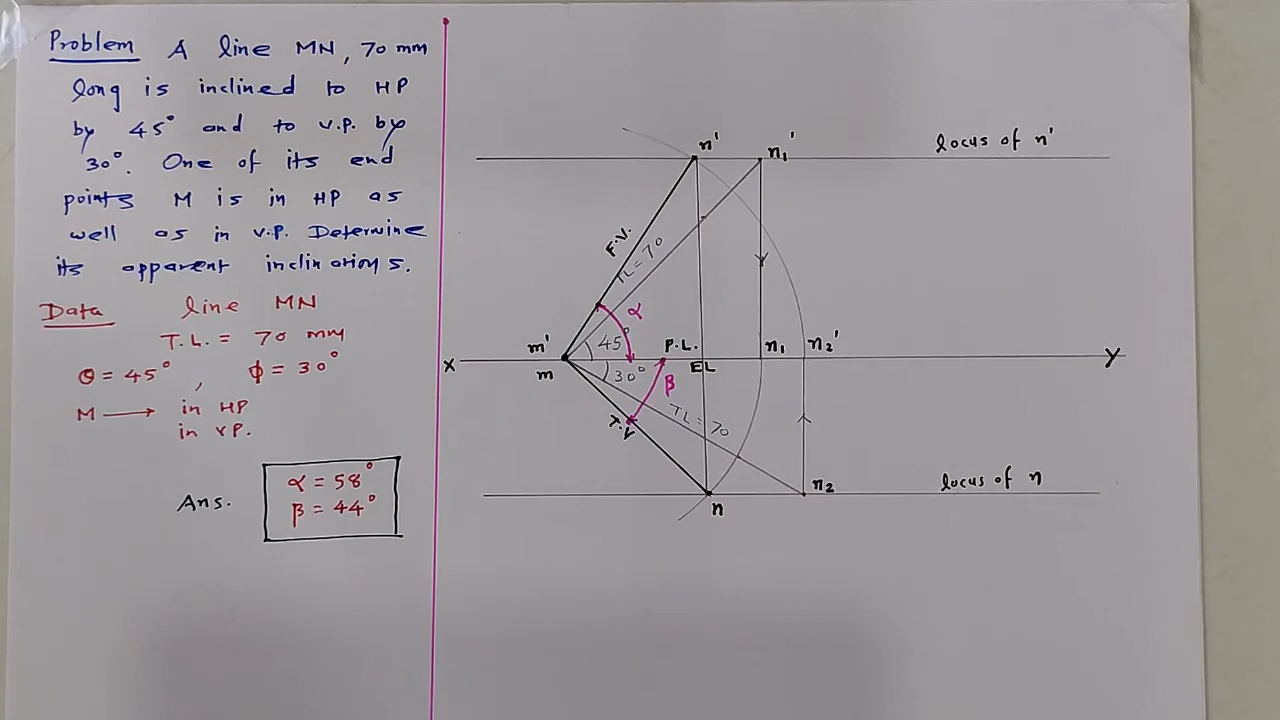 Problem A line MN, 70 mm
long is inclined to HP
by 45° and to V.P. by
30°. One of its end
points M is in HP as
well as in V.P. Determine
its apparent inclinations.
Data line MN
T.L. = 70 mm
θ = 45°, ϕ = 30°
M ⟶ in HP
in VP.
Ans. α = 58°
β = 44°
n' n₁' locus of n'
F.V.
TL = 70
α
45°
m' P.L. n₁ n₂'
X Y
m 30° EL
β
TL = 70
T.V
n₂ locus of n
n